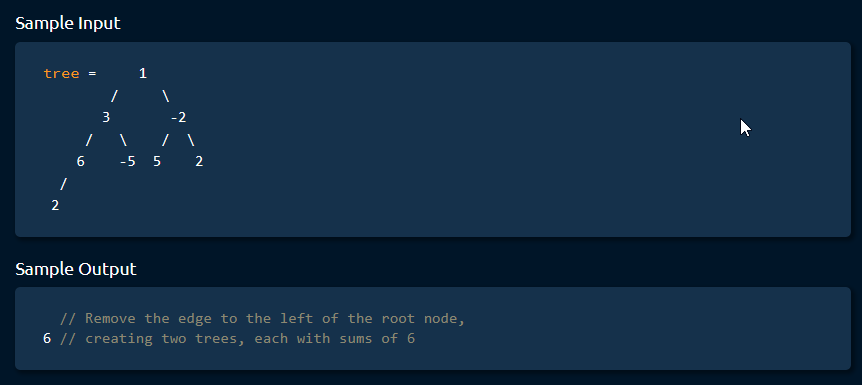 Sample Input
tree =     1
        /     \
       3       -2
     /   \    /  \
    6    -5  5    2
  /
 2
Sample Output
  // Remove the edge to the left of the root node,
6 // creating two trees, each with sums of 6